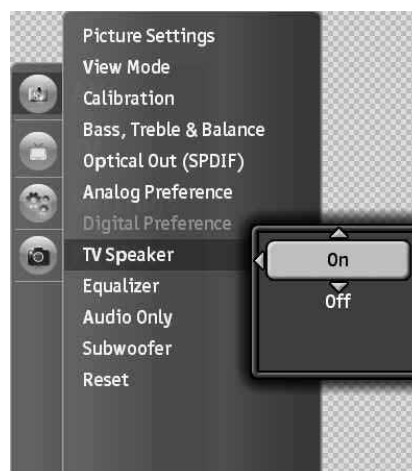 Picture Settings
View Mode
Calibration
Bass, Treble & Balance
Optical Out (SPDIF)
Analog Preference
Digital Preference
TV Speaker
On
Off
Equalizer
Audio Only
Subwoofer
Reset